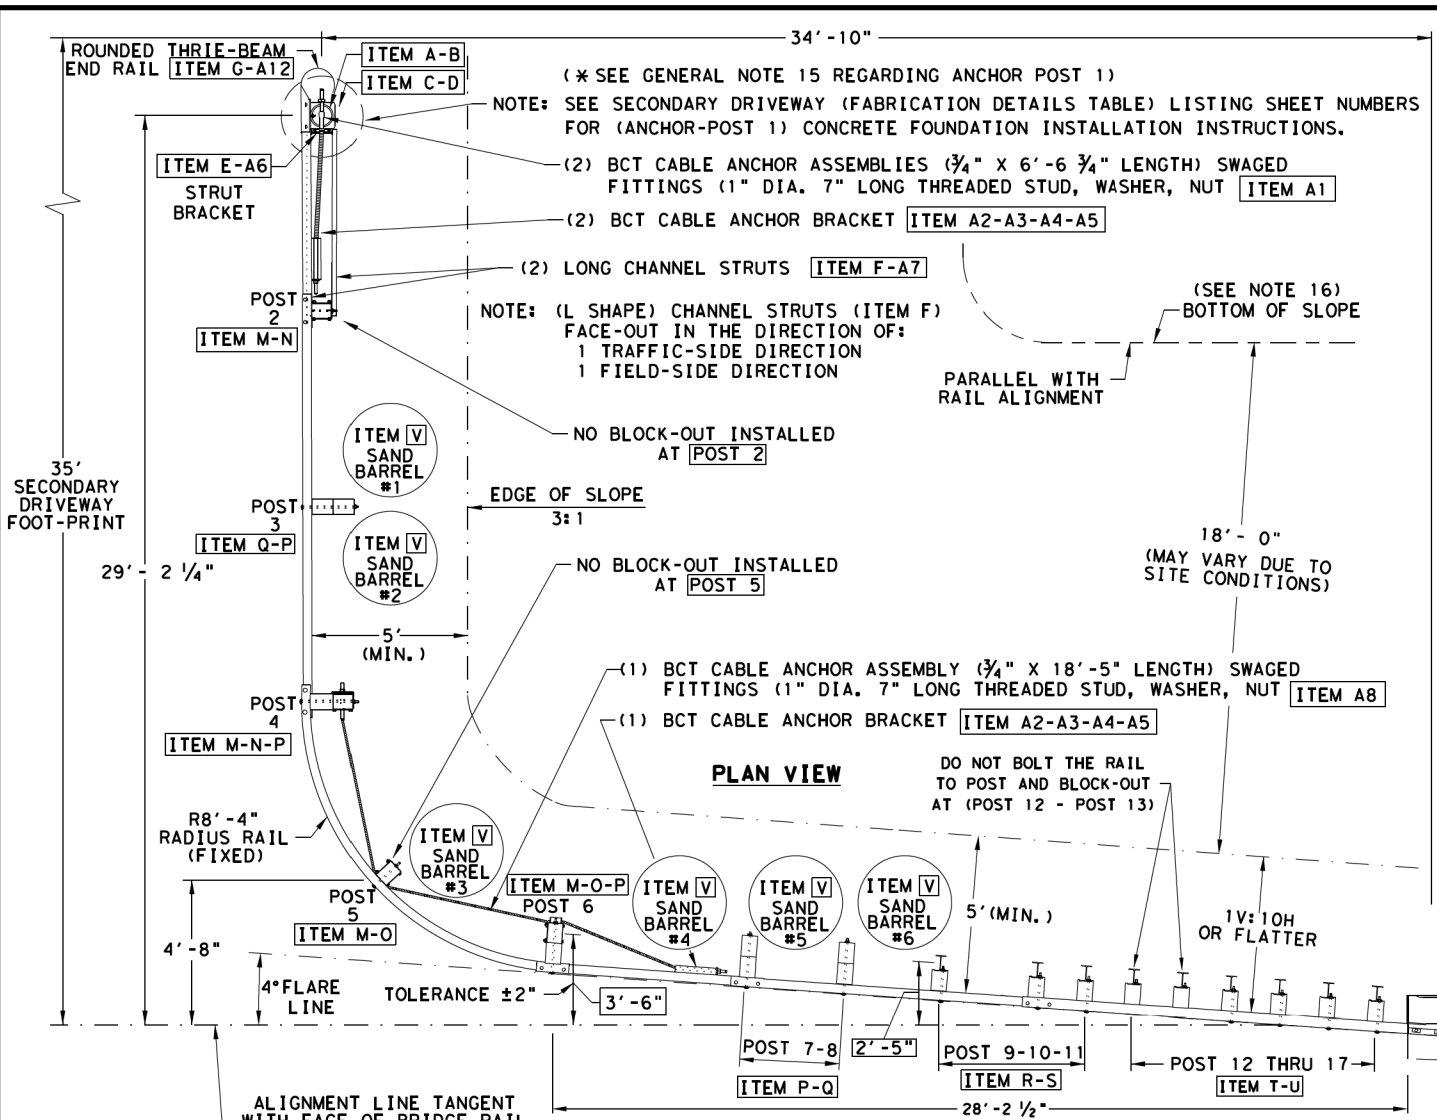 34'-10"
ROUNDED THRIE-BEAM
END RAIL ITEM G-A12
ITEM A-B
ITEM C-D
(* SEE GENERAL NOTE 15 REGARDING ANCHOR POST 1)
NOTE: SEE SECONDARY DRIVEWAY (FABRICATION DETAILS TABLE) LISTING SHEET NUMBERS
FOR (ANCHOR-POST 1) CONCRETE FOUNDATION INSTALLATION INSTRUCTIONS.
ITEM E-A6
STRUT
BRACKET
(2) BCT CABLE ANCHOR ASSEMBLIES (3/4" X 6'-6 3/4" LENGTH) SWAGED
FITTINGS (1" DIA. 7" LONG THREADED STUD, WASHER, NUT ITEM A1
(2) BCT CABLE ANCHOR BRACKET ITEM A2-A3-A4-A5
(2) LONG CHANNEL STRUTS ITEM F-A7
POST
2
ITEM M-N
NOTE: (L SHAPE) CHANNEL STRUTS (ITEM F)
FACE-OUT IN THE DIRECTION OF:
1 TRAFFIC-SIDE DIRECTION
1 FIELD-SIDE DIRECTION
(SEE NOTE 16)
BOTTOM OF SLOPE
PARALLEL WITH
RAIL ALIGNMENT
ITEM V
SAND
BARREL
#1
NO BLOCK-OUT INSTALLED
AT POST 2
35'
SECONDARY
DRIVEWAY
FOOT-PRINT
POST
3
ITEM Q-P
EDGE OF SLOPE
3:1
ITEM V
SAND
BARREL
#2
29'- 2 1/4"
NO BLOCK-OUT INSTALLED
AT POST 5
18'- 0"
(MAY VARY DUE TO
SITE CONDITIONS)
5'
(MIN.)
(1) BCT CABLE ANCHOR ASSEMBLY (3/4" X 18'-5" LENGTH) SWAGED
FITTINGS (1" DIA. 7" LONG THREADED STUD, WASHER, NUT ITEM A8
POST
4
ITEM M-N-P
(1) BCT CABLE ANCHOR BRACKET ITEM A2-A3-A4-A5
PLAN VIEW
DO NOT BOLT THE RAIL
TO POST AND BLOCK-OUT
AT (POST 12 - POST 13)
R8'-4"
RADIUS RAIL
(FIXED)
ITEM V
SAND
BARREL
#3
POST
5
ITEM M-O
ITEM M-O-P
POST 6
ITEM V
SAND
BARREL
#4
ITEM V
SAND
BARREL
#5
ITEM V
SAND
BARREL
#6
5'(MIN.)
1V:10H
OR FLATTER
4'-8"
4°FLARE
LINE
TOLERANCE ±2"
3'-6"
2'-5"
POST 7-8
ITEM P-Q
POST 9-10-11
ITEM R-S
POST 12 THRU 17
ITEM T-U
28'-2 1/2"
ALIGNMENT LINE TANGENT
WITH FACE OF BRIDGE RAIL